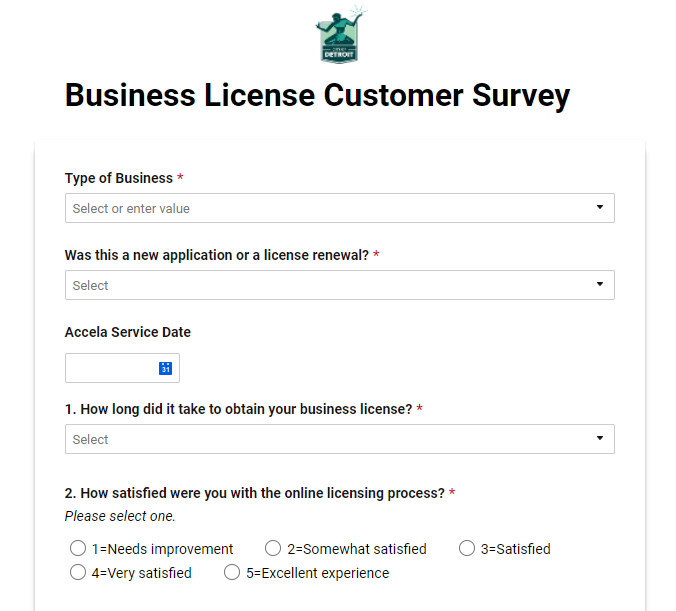 CITY OF
DETROIT
Business License Customer Survey
Type of Business *
Select or enter value
Was this a new application or a license renewal? *
Select
Accela Service Date
31
1. How long did it take to obtain your business license? *
Select
2. How satisfied were you with the online licensing process? *
Please select one.
1=Needs improvement 2=Somewhat satisfied 3=Satisfied
4=Very satisfied 5=Excellent experience